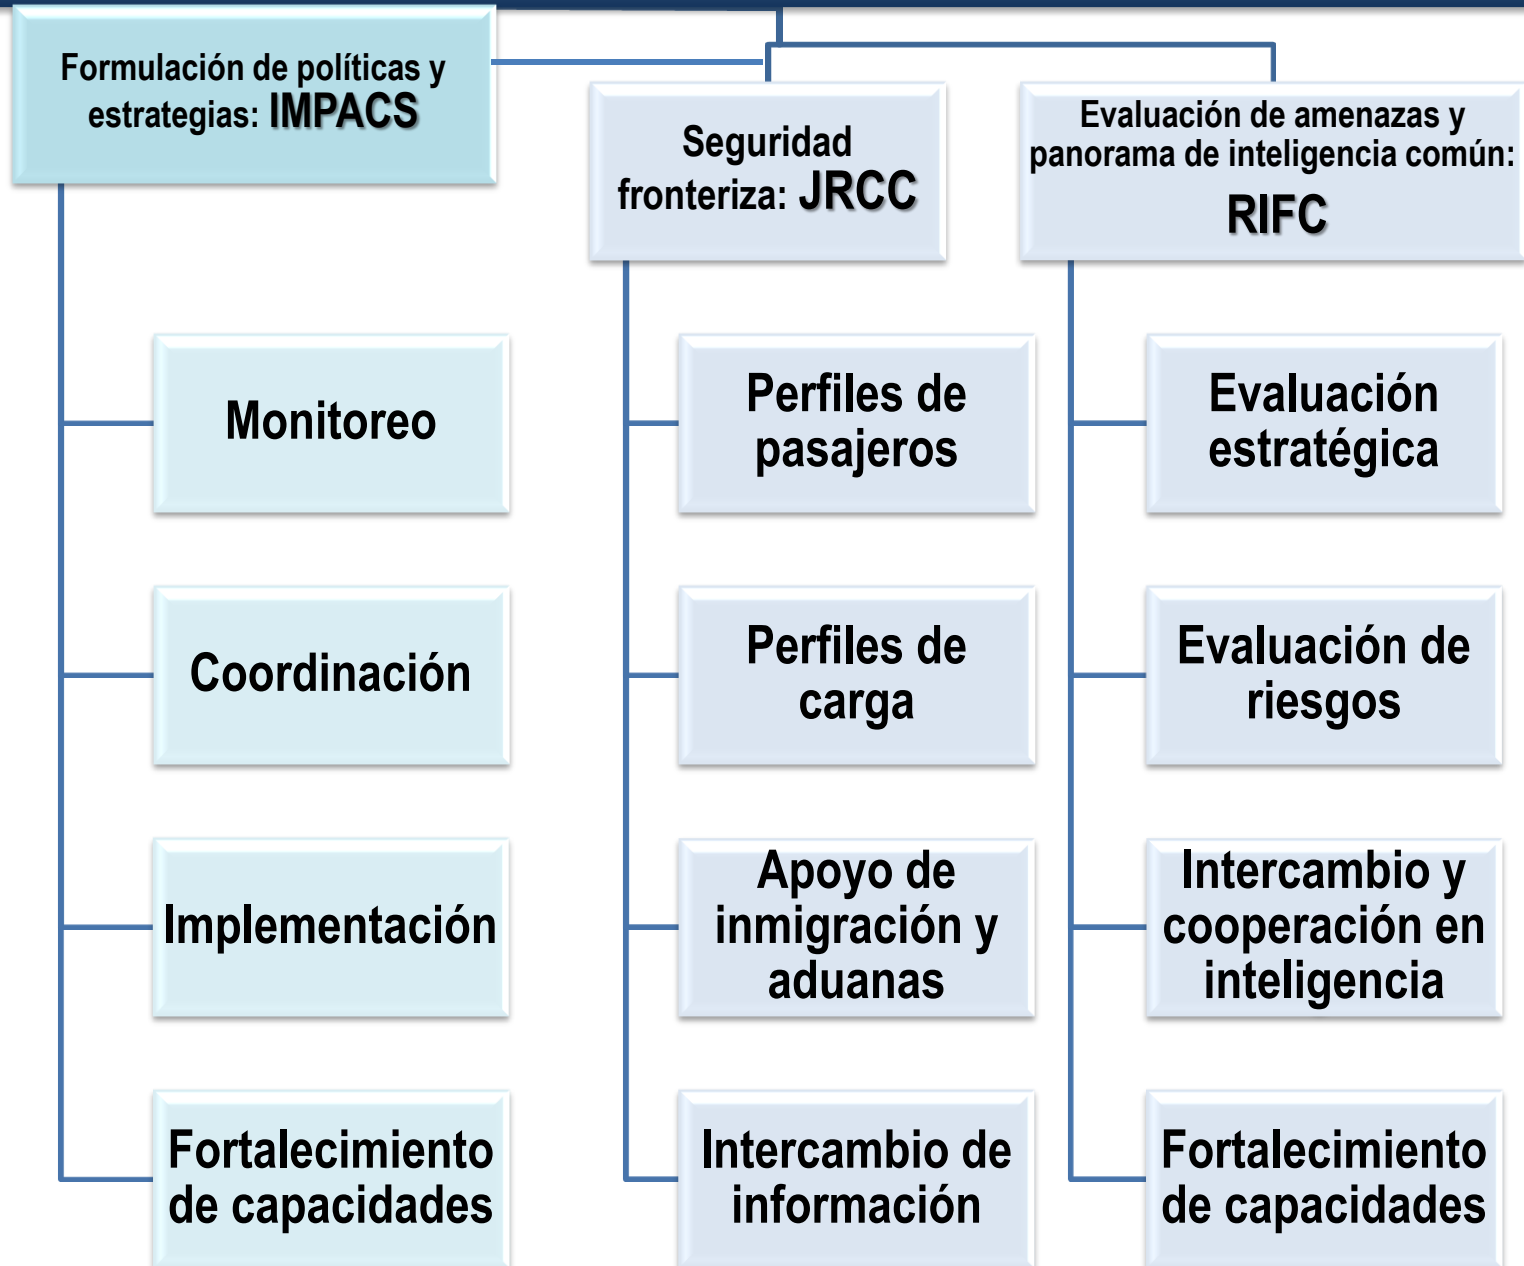 Formulación de políticas y
estrategias: IMPACS
Seguridad
fronteriza: JRCC
Evaluación de amenazas y
panorama de inteligencia común:
RIFC
Monitoreo
Coordinación
Implementación
Fortalecimiento
de capacidades
Perfiles de
pasajeros
Perfiles de
carga
Apoyo de
inmigración y
aduanas
Intercambio de
información
Evaluación
estratégica
Evaluación de
riesgos
Intercambio y
cooperación en
inteligencia
Fortalecimiento
de capacidades